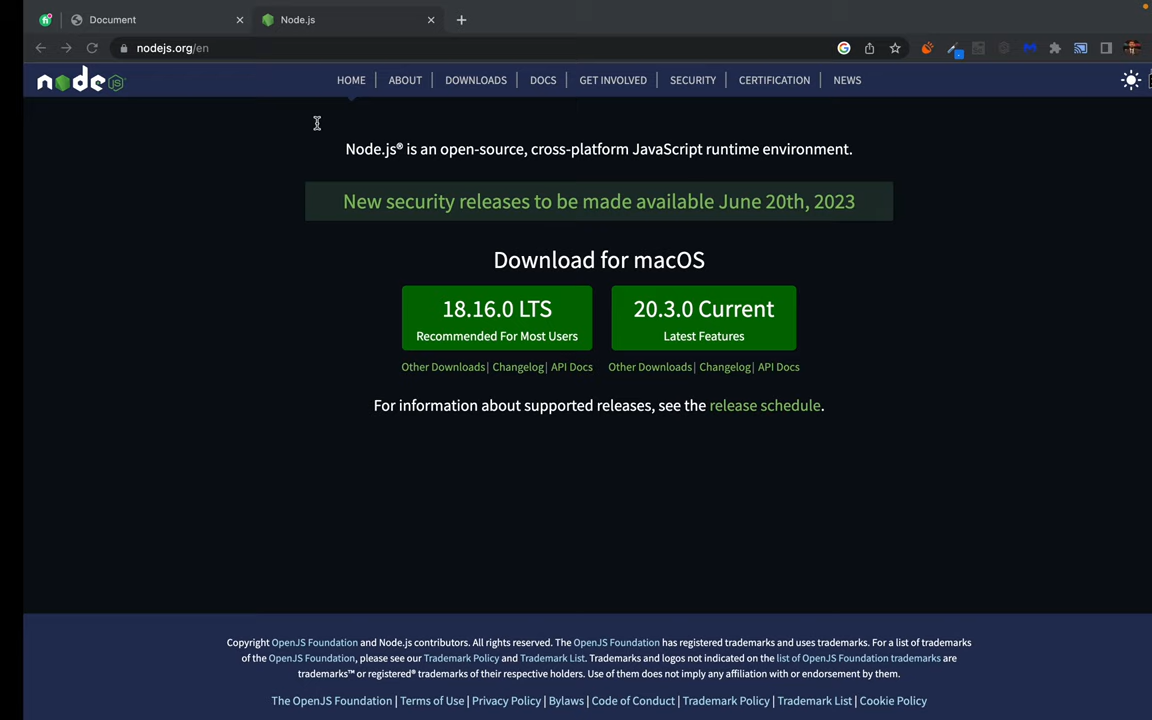 Document
Node.js
nodejs.org/en
node JS
HOME
ABOUT
DOWNLOADS
DOCS
GET INVOLVED
SECURITY
CERTIFICATION
NEWS
Node.js® is an open-source, cross-platform JavaScript runtime environment.
New security releases to be made available June 20th, 2023
Download for macOS
18.16.0 LTS
Recommended For Most Users
20.3.0 Current
Latest Features
Other Downloads| Changelog| API Docs
Other Downloads| Changelog| API Docs
For information about supported releases, see the release schedule.
Copyright OpenJS Foundation and Node.js contributors. All rights reserved. The OpenJS Foundation has registered trademarks and uses trademarks. For a list of trademarks
of the OpenJS Foundation, please see our Trademark Policy and Trademark List. Trademarks and logos not indicated on the list of OpenJS Foundation trademarks are
trademarks™ or registered® trademarks of their respective holders. Use of them does not imply any affiliation with or endorsement by them.
The OpenJS Foundation | Terms of Use | Privacy Policy | Bylaws | Code of Conduct | Trademark Policy | Trademark List | Cookie Policy